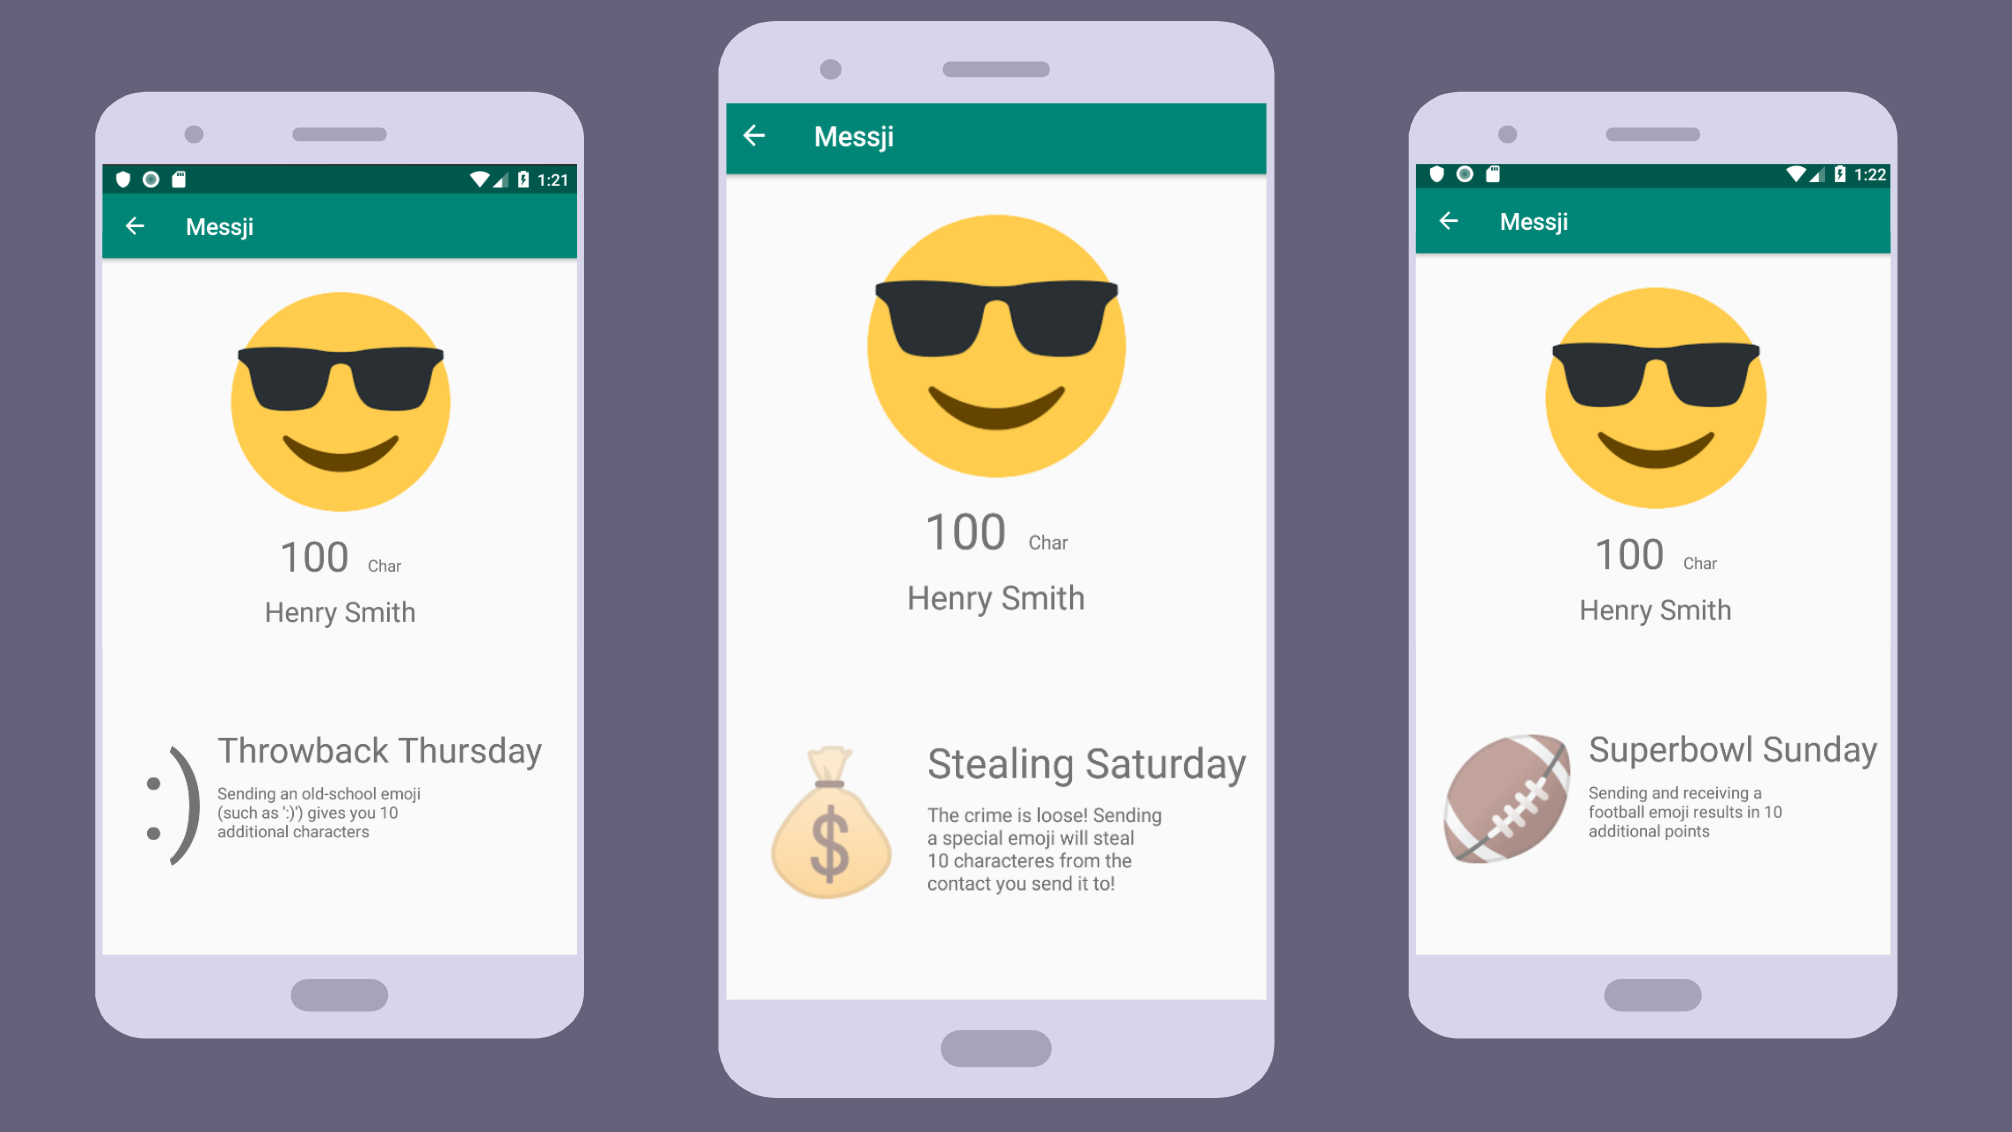 1:21
Messji
100 Char
Henry Smith
:)
Throwback Thursday
Sending an old-school emoji
(such as ':)') gives you 10
additional characters
Messji
100 Char
Henry Smith
$
Stealing Saturday
The crime is loose! Sending
a special emoji will steal
10 characteres from the
contact you send it to!
1:22
Messji
100 Char
Henry Smith
Superbowl Sunday
Sending and receiving a
football emoji results in 10
additional points